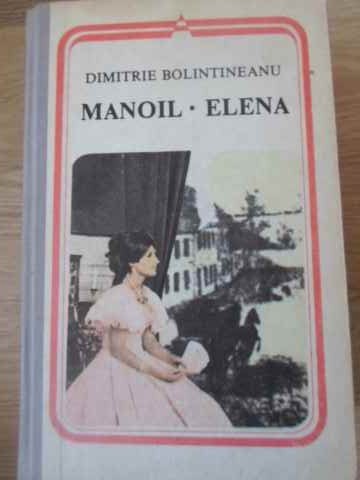 DIMITRIE BOLINTINEANU
MANOIL • ELENA